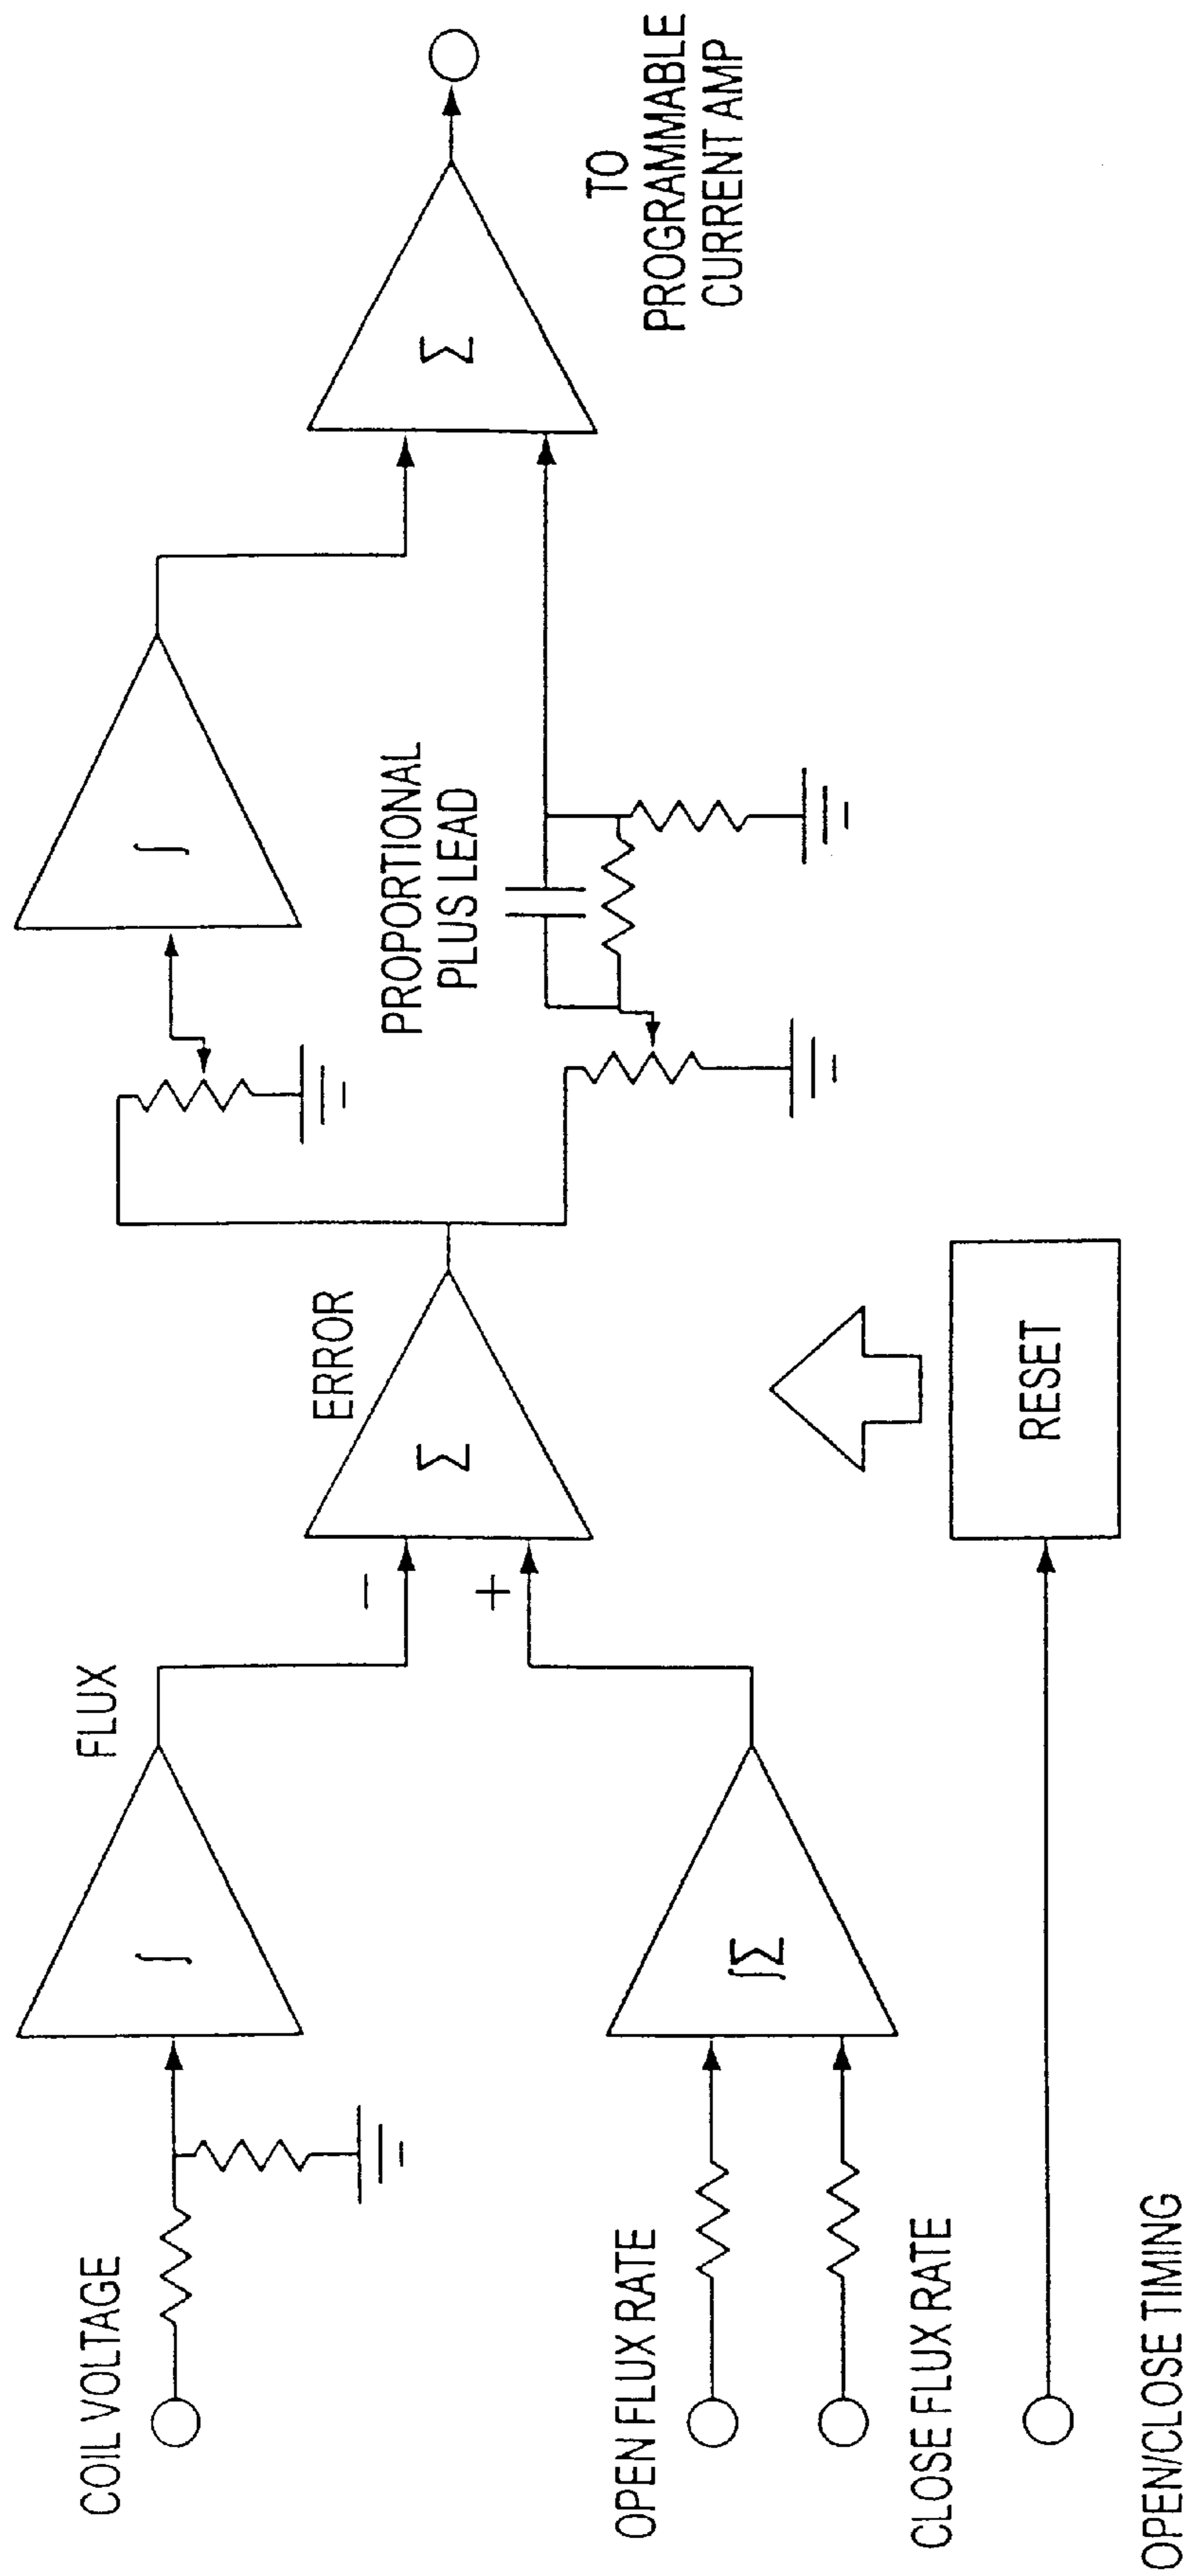 COIL VOLTAGE
∫
FLUX
OPEN FLUX RATE
CLOSE FLUX RATE
∫Σ
−
+
Σ
ERROR
∫
PROPORTIONAL
PLUS LEAD
Σ
TO
PROGRAMMABLE
CURRENT AMP
OPEN/CLOSE TIMING
RESET